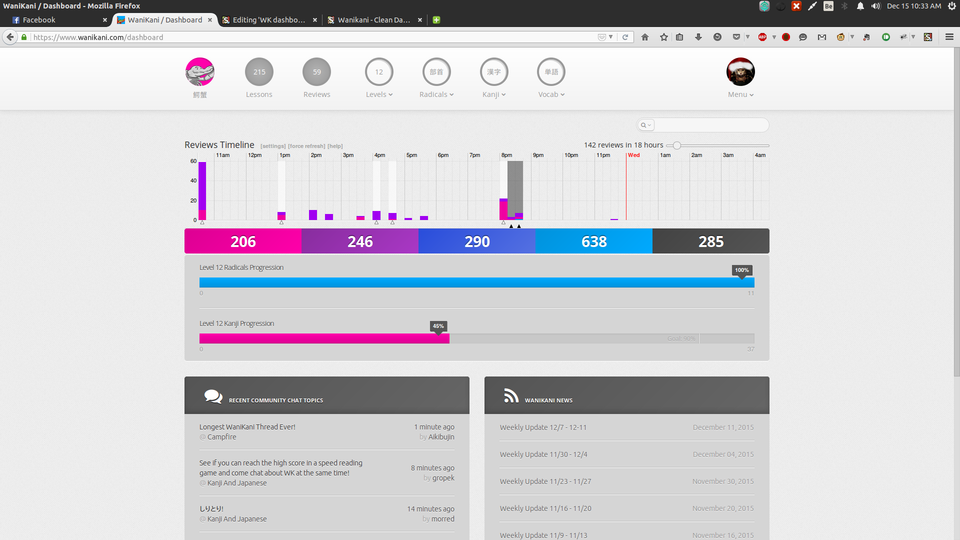 WaniKani / Dashboard - Mozilla Firefox
Be
Dec 15 10:33 AM
Facebook
WaniKani / Dashboard
Editing 'WK dashbo...
Wanikani - Clean Da...
https://www.wanikani.com/dashboard
215
59
12
部首
漢字
単語
Lessons
Reviews
Levels
Radicals
Kanji
Vocab
Menu
Reviews Timeline [settings] [force refresh] [help]
142 reviews in 18 hours
11am 12pm 1pm 2pm 3pm 4pm 5pm 6pm 7pm 8pm 9pm 10pm 11pm Wed 1am 2am 3am 4am
60
40
20
0
206 246 290 638 285
Level 12 Radicals Progression
100%
0 11
Level 12 Kanji Progression
45%
Goal: 90%
0 37
RECENT COMMUNITY CHAT TOPICS
Longest WaniKani Thread Ever! 1 minute ago
Campfire by Aikibujin
See if you can reach the high score in a speed reading
game and come chat about WK at the same time! 8 minutes ago
Kanji And Japanese by gropek
しりとり! 14 minutes ago
Kanji And Japanese by morred
WANIKANI NEWS
Weekly Update 12/7 - 12-11 December 11, 2015
Weekly Update 11/30 - 12/4 December 04, 2015
Weekly Update 11/23 - 11/27 November 30, 2015
Weekly Update 11/16 - 11/20 November 20, 2015
Weekly Update 11/9 - 11/13 November 16, 2015